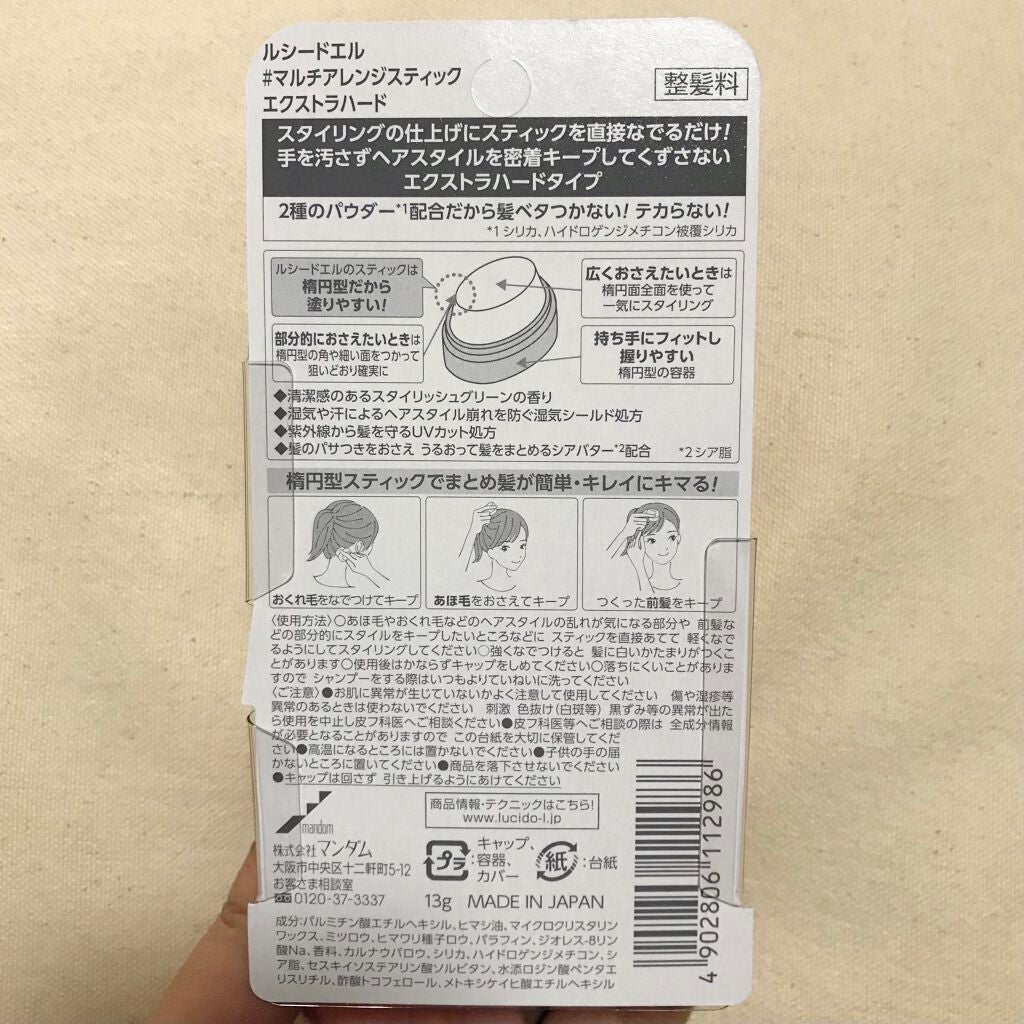 ルシードエル
#マルチアレンジスティック
エクストラハード
整髪料
スタイリングの仕上げにスティックを直接なでるだけ!
手を汚さずヘアスタイルを密着キープしてくずさない
エクストラハードタイプ
2種のパウダー*1配合だから髪ベタつかない! テカらない!
*1 シリカ、ハイドロゲンジメチコン被覆シリカ
ルシードエルのスティックは
楕円型だから
塗りやすい!
広くおさえたいときは
楕円面全面を使って
一気にスタイリング
部分的におさえたいときは
楕円型の角や細い面をつかって
狙いどおり確実に
持ち手にフィットし
握りやすい
楕円型の容器
◆清潔感のあるスタイリッシュグリーンの香り
◆湿気や汗によるヘアスタイル崩れを防ぐ湿気シールド処方
◆紫外線から髪を守るUVカット処方
◆髪のパサつきをおさえ うるおって髪をまとめるシアバター*2配合 *2 シア脂
楕円型スティックでまとめ髪が簡単・キレイにキマる!
おくれ毛をなでつけてキープ
あほ毛をおさえてキープ
つくった前髪をキープ
〈使用方法〉○あほ毛やおくれ毛などのヘアスタイルの乱れが気になる部分や 前髪な
どの部分的にスタイルをキープしたいところなどに スティックを直接あてて 軽くなで
るようにしてスタイリングしてください○強くなでつけると 髪に白いかたまりがつくこ
とがあります○使用後はかならずキャップをしめてください○落ちにくいことがありま
すので シャンプーをする際はいつもよりていねいに洗ってください
〈ご注意〉●お肌に異常が生じていないかよく注意して使用してください 傷や湿疹等
異常のあるときは使わないでください 刺激 色抜け(白斑等) 黒ずみ等の異常が出た
ら使用を中止し皮フ科医へご相談ください●皮フ科医等へご相談の際は 全成分情報
が必要となることがありますので この台紙を大切に保管してくだ
さい●高温になるところには置かないでください●子供の手の届
かないところに置いてください●商品を落下させないでください
●キャップは回さず 引き上げるようにあけてください
mandom
株式会社 マンダム
大阪市中央区十二軒町5-12
お客さま相談室
0120-37-3337
商品情報・テクニックはこちら!
www.lucido-l.jp
プラ
:キャップ、
容器、
カバー
紙
:台紙
13g MADE IN JAPAN
成分:パルミチン酸エチルヘキシル、ヒマシ油、マイクロクリスタリン
ワックス、ミツロウ、ヒマワリ種子ロウ、パラフィン、ジオレス-8リン
酸Na、香料、カルナウバロウ、シリカ、ハイドロゲンジメチコン、シ
ア脂、セスキイソステアリン酸ソルビタン、水添ロジン酸ペンタエ
リスリチル、酢酸トコフェロール、メトキシケイヒ酸エチルヘキシル
4 902806 112986